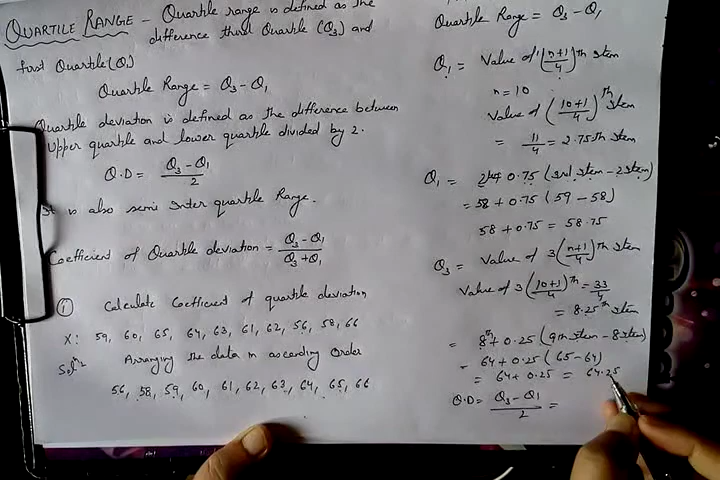 QUARTILE RANGE - Quartile range is defined as the
difference third Quartile (Q₃) and
first Quartile (Q₁)
Quartile Range = Q₃ - Q₁
Quartile deviation is defined as the difference between
Upper quartile and lower quartile divided by 2.
Q.D = (Q₃ - Q₁)/2
It is also semi Inter quartile Range.
Coefficient of Quartile deviation = (Q₃ - Q₁)/(Q₃ + Q₁)
① Calculate Coefficient of quartile deviation
X: 59, 60, 65, 64, 63, 61, 62, 56, 58, 66
Solⁿ Arranging the data in ascending Order
56, 58, 59, 60, 61, 62, 63, 64, 65, 66
Quartile Range = Q₃ - Q₁
Q₁ = Value of ((n+1)/4)th item
n = 10
Value of ((10+1)/4)th item
= 11/4 = 2.75th item
Q₁ = 2nd + 0.75 (3rd item - 2 item)
= 58 + 0.75 (59 - 58)
58 + 0.75 = 58.75
Q₃ = Value of 3((n+1)/4)th item
Value of 3((10+1)/4)th = 33/4
= 8.25th item
= 8th + 0.25 (9th item - 8 item)
= 64 + 0.25 (65 - 64)
= 64 + 0.25 = 64.25
Q.D = (Q₃ - Q₁)/2 =